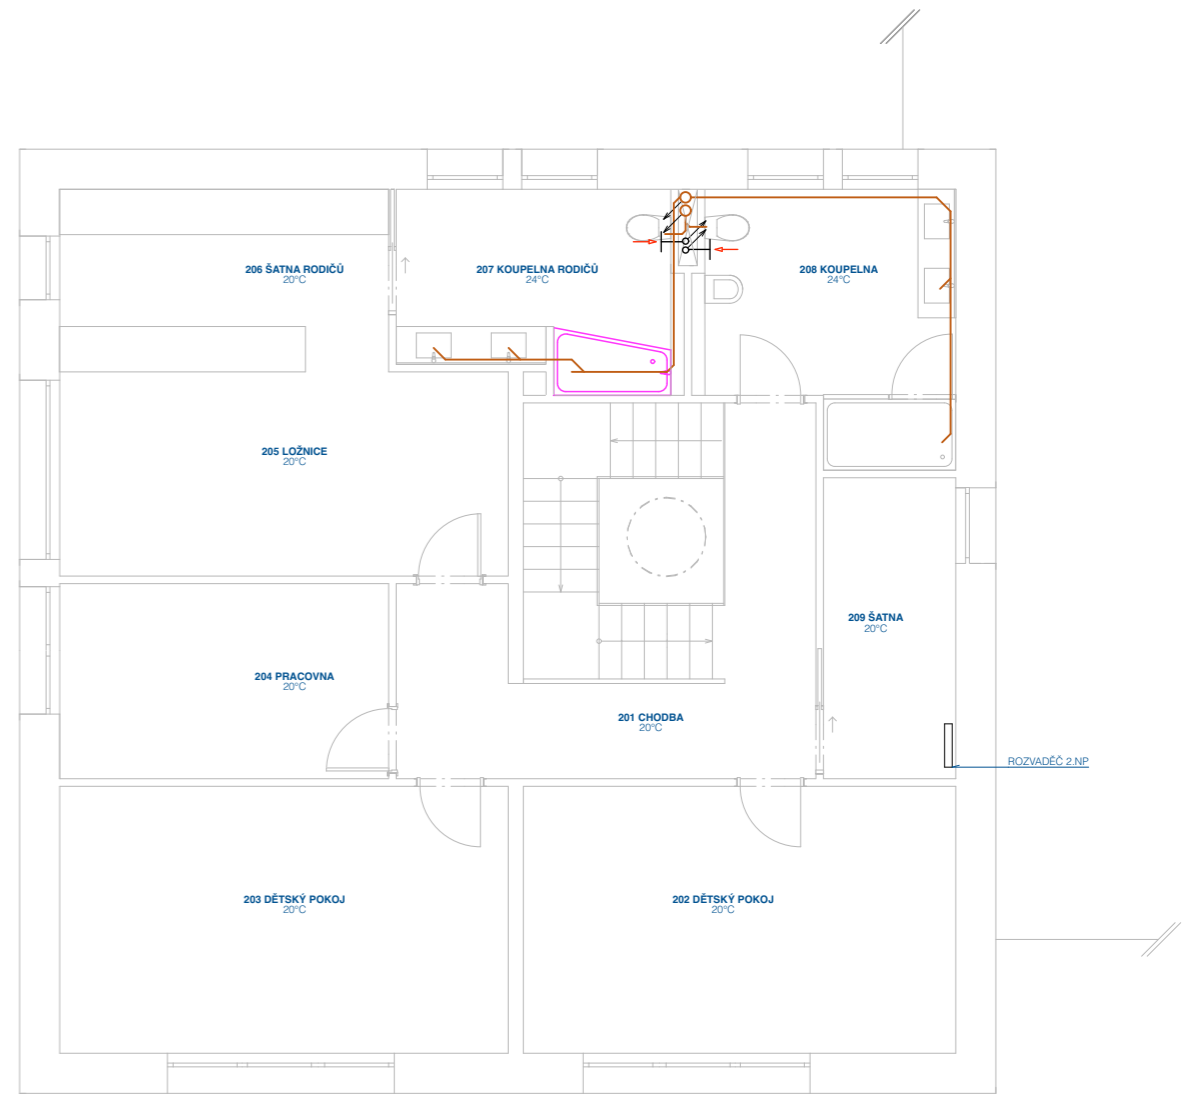 206 ŠATNA RODIČŮ
20°C
207 KOUPELNA RODIČŮ
24°C
208 KOUPELNA
24°C
205 LOŽNICE
20°C
209 ŠATNA
20°C
204 PRACOVNA
20°C
201 CHODBA
20°C
ROZVADĚČ 2.NP
203 DĚTSKÝ POKOJ
20°C
202 DĚTSKÝ POKOJ
20°C